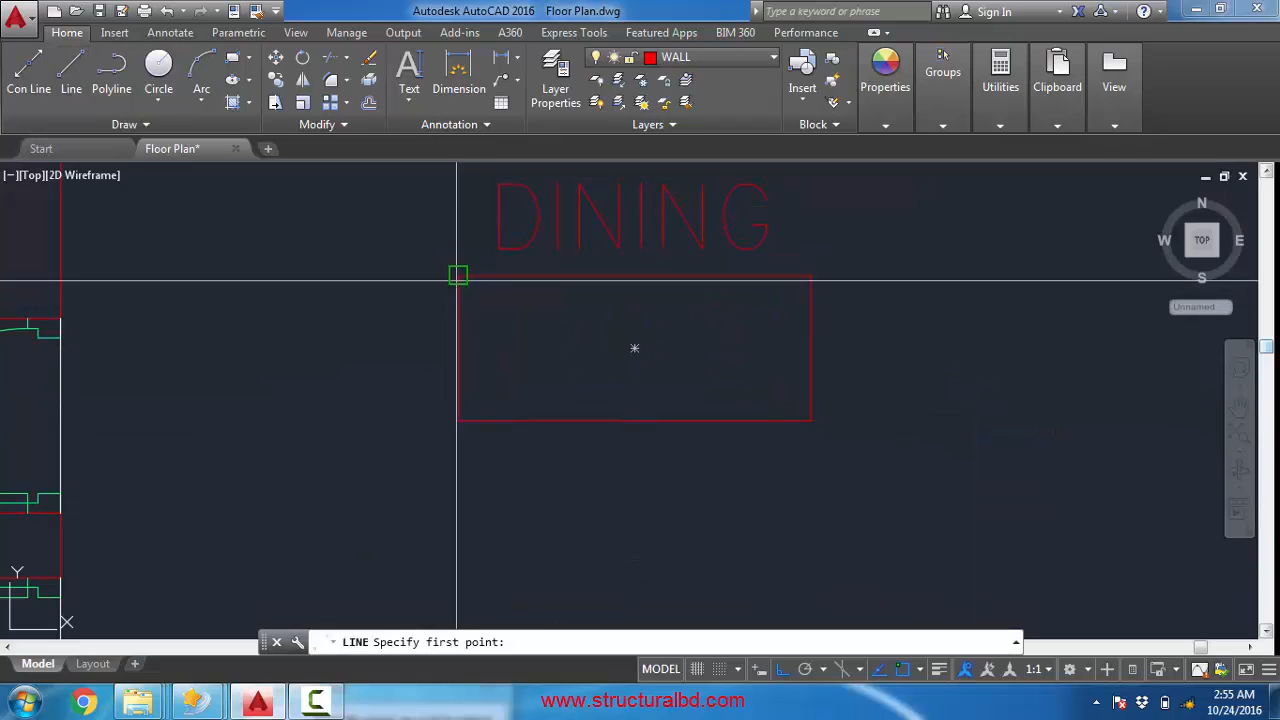 Autodesk AutoCAD 2016 Floor Plan.dwg
Type a keyword or phrase
Sign In
Home Insert Annotate Parametric View Manage Output Add-ins A360 Express Tools Featured Apps BIM 360 Performance
WALL
Con Line Line Polyline Circle Arc
Text Dimension
Layer Properties
Insert
Properties
Groups
Utilities
Clipboard
View
Draw Modify Annotation Layers Block
Start Floor Plan*
[−][Top][2D Wireframe]
DINING
N
W TOP E
S
Unnamed
Y
X
LINE Specify first point:
Model Layout
MODEL 1:1
www.structuralbd.com
2:55 AM
10/24/2016